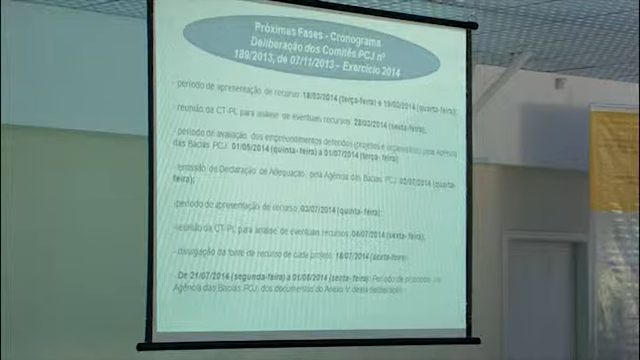 Próximas Fases - Cronograma
Deliberação dos Comitês PCJ nº
189/2013, de 07/11/2013 – Exercício 2014
- período de apresentação de recurso: 18/03/2014 (terça-feira) e 19/03/2014 (quarta-feira);
- reunião da CT-PL para análise de eventuais recursos: 28/03/2014 (sexta-feira);
- período de avaliação dos empreendimentos deferidos (projetos e orçamentos) pela Agência
das Bacias PCJ: 01/05/2014 (quinta- feira) a 01/07/2014 (terça- feira)
- emissão de Declaração de Adequação, pela Agência das Bacias PCJ: 02/07/2014 (quarta-
feira);
- período de apresentação de recurso: 03/07/2014 (quinta- feira);
- reunião da CT-PL para análise de eventuais recursos: 04/07/2014 (sexta- feira);
- divulgação da fonte de recurso de cada projeto: 18/07/2014 (sexta-feira);
- De 21/07/2014 (segunda-feira) a 01/08/2014 (sexta- feira): Período de protocolo, na
Agência das Bacias PCJ, dos documentos do Anexo V desta deliberação